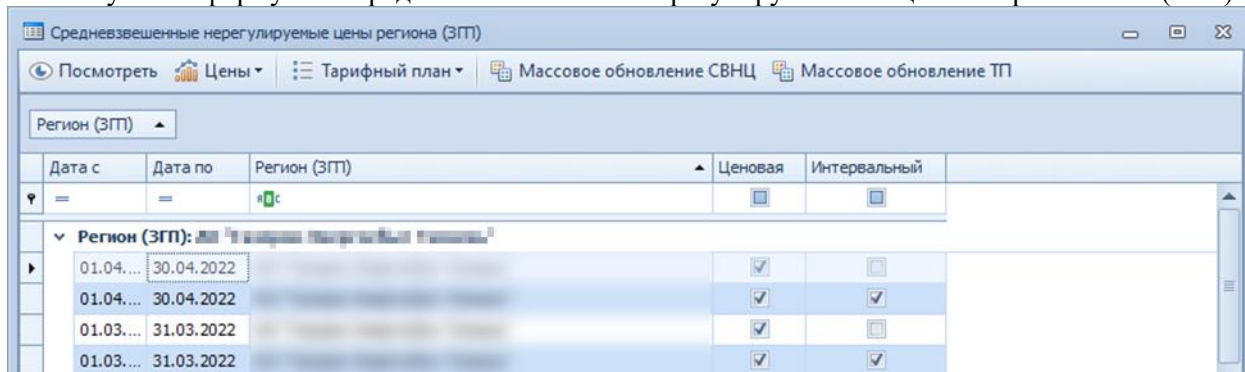 Средневзвешенные нерегулируемые цены региона (ЗГП)
Посмотреть Цены Тарифный план Массовое обновление СВНЦ Массовое обновление ТП
Регион (ЗГП)
Дата с Дата по Регион (ЗГП) Ценовая Интервальный
= =
Регион (ЗГП):
01.04.... 30.04.2022
01.04.... 30.04.2022
01.03.... 31.03.2022
01.03.... 31.03.2022